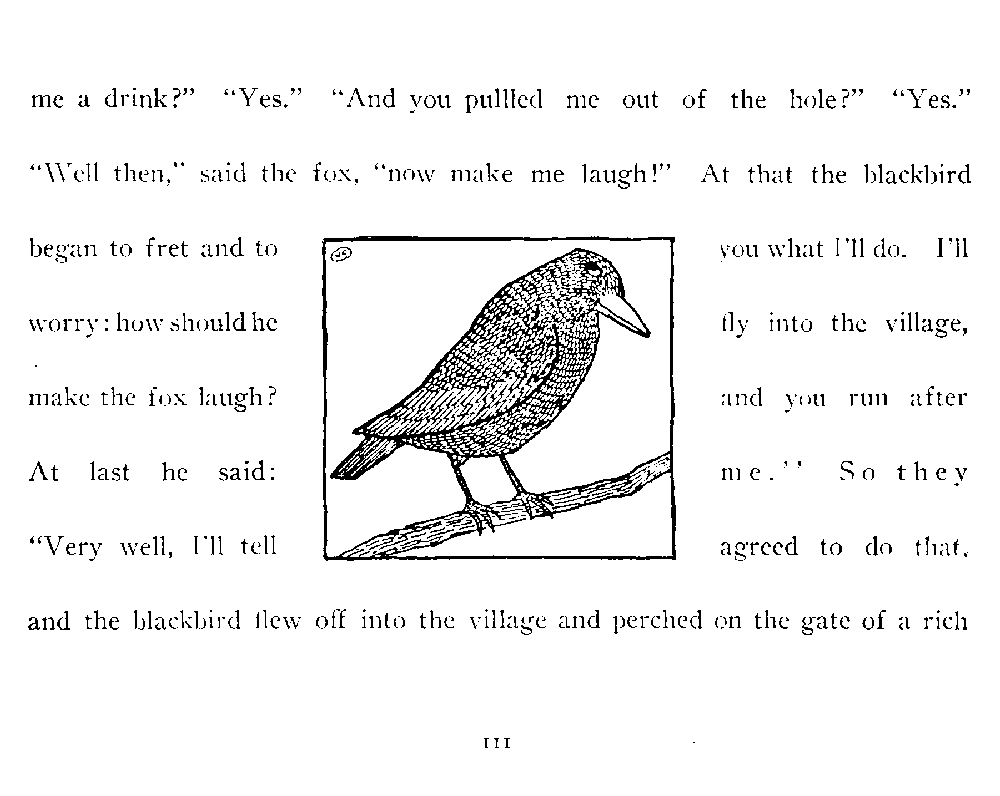 me a drink?” “Yes.” “And you pullled me out of the hole?” “Yes.”
“Well then,” said the fox, “now make me laugh!” At that the blackbird
began to fret and to
worry: how should he
make the fox laugh?
At last he said:
“Very well, I’ll tell
you what I’ll do. I’ll
fly into the village,
and you run after
me.’’ So they
agreed to do that,
and the blackbird flew off into the village and perched on the gate of a rich
III